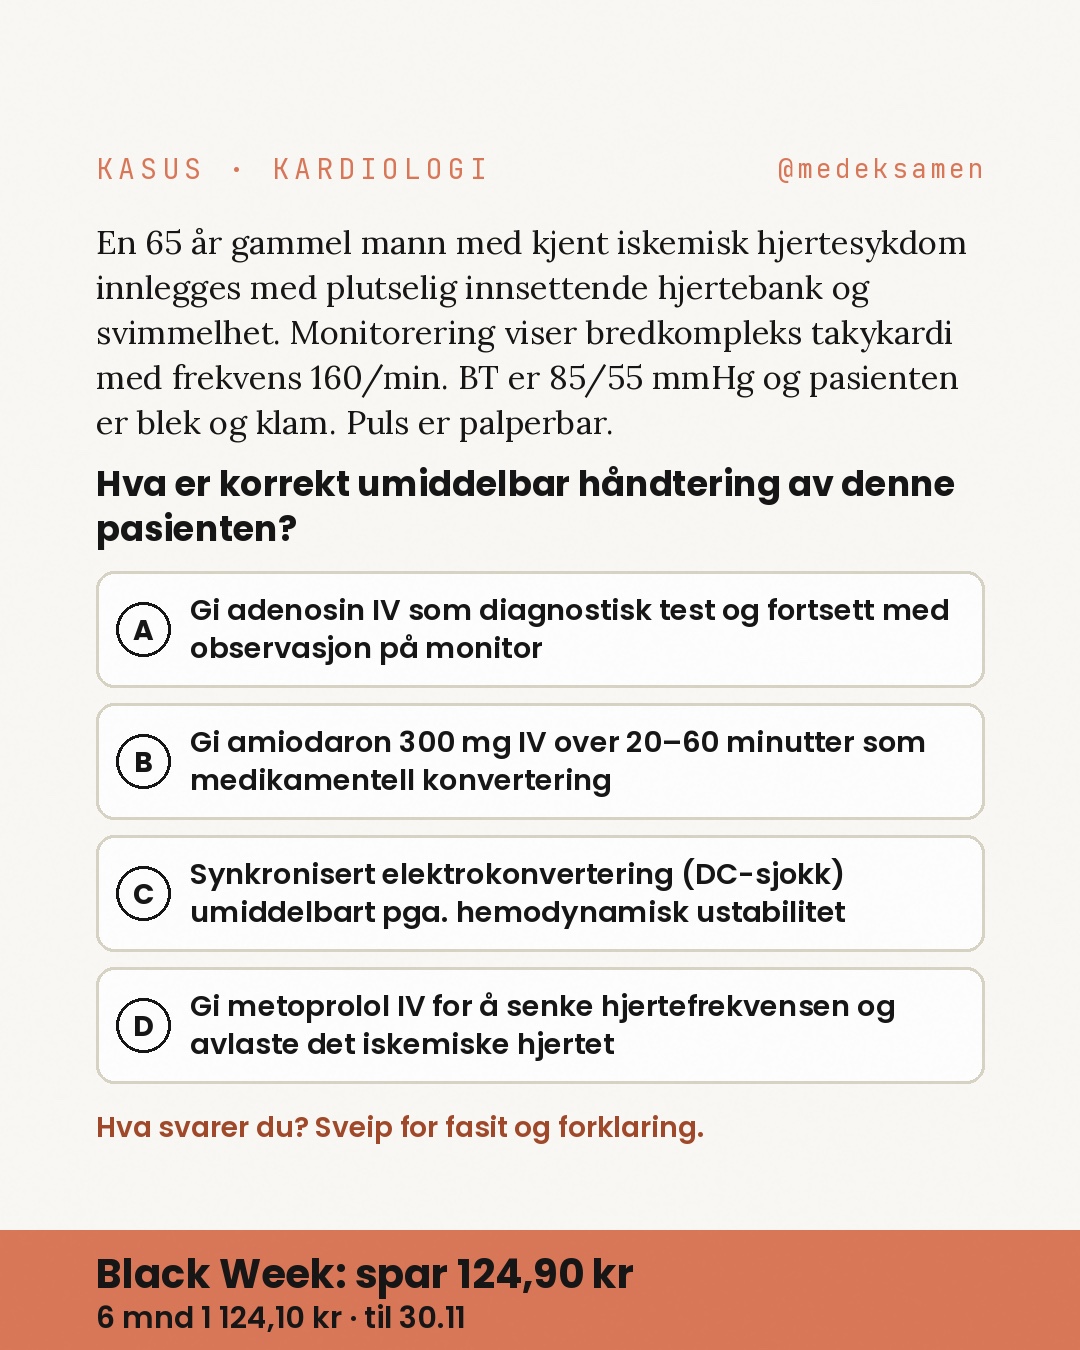 KASUS · KARDIOLOGI
@medeksamen
En 65 år gammel mann med kjent iskemisk hjertesykdom
innlegges med plutselig innsettende hjertebank og
svimmelhet. Monitorering viser bredkompleks takykardi
med frekvens 160/min. BT er 85/55 mmHg og pasienten
er blek og klam. Puls er palperbar.
Hva er korrekt umiddelbar håndtering av denne
pasienten?
A
Gi adenosin IV som diagnostisk test og fortsett med
observasjon på monitor
B
Gi amiodaron 300 mg IV over 20–60 minutter som
medikamentell konvertering
C
Synkronisert elektrokonvertering (DC-sjokk)
umiddelbart pga. hemodynamisk ustabilitet
D
Gi metoprolol IV for å senke hjertefrekvensen og
avlaste det iskemiske hjertet
Hva svarer du? Sveip for fasit og forklaring.
Black Week: spar 124,90 kr
6 mnd 1 124,10 kr · til 30.11